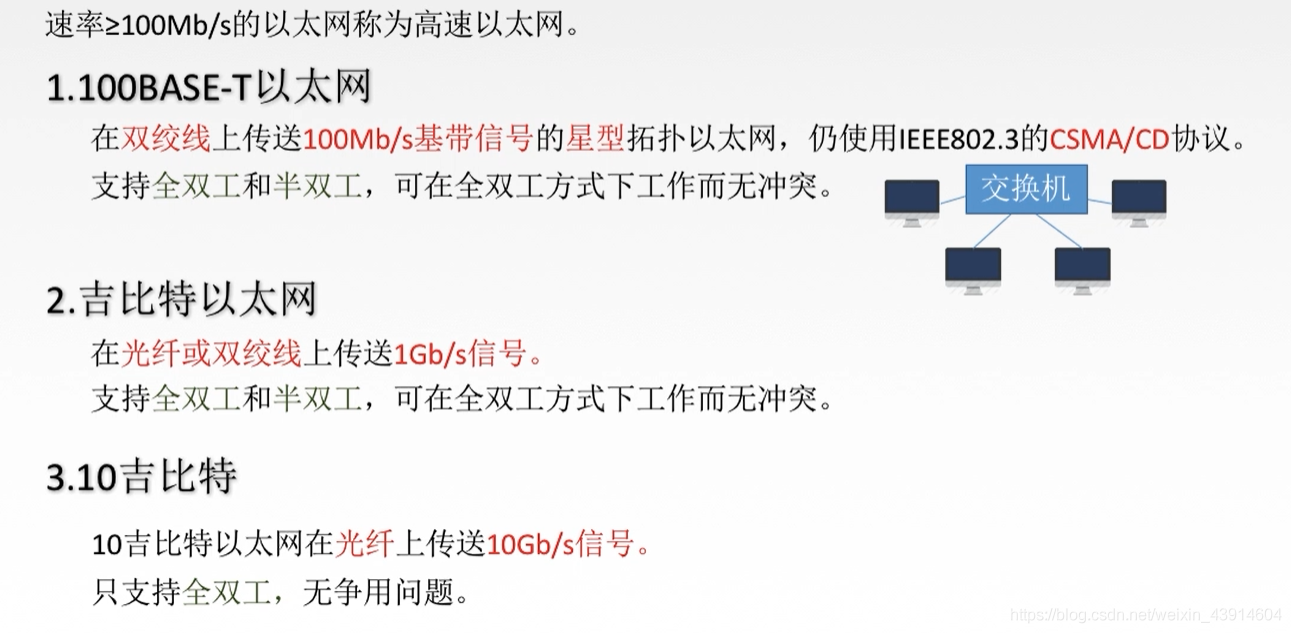 速率≥100Mb/s的以太网称为高速以太网。
1.100BASE-T以太网
在双绞线上传送100Mb/s基带信号的星型拓扑以太网，仍使用IEEE802.3的CSMA/CD协议。
支持全双工和半双工，可在全双工方式下工作而无冲突。
交换机
2.吉比特以太网
在光纤或双绞线上传送1Gb/s信号。
支持全双工和半双工，可在全双工方式下工作而无冲突。
3.10吉比特
10吉比特以太网在光纤上传送10Gb/s信号。
只支持全双工，无争用问题。
https://blog.csdn.net/weixin_43914604